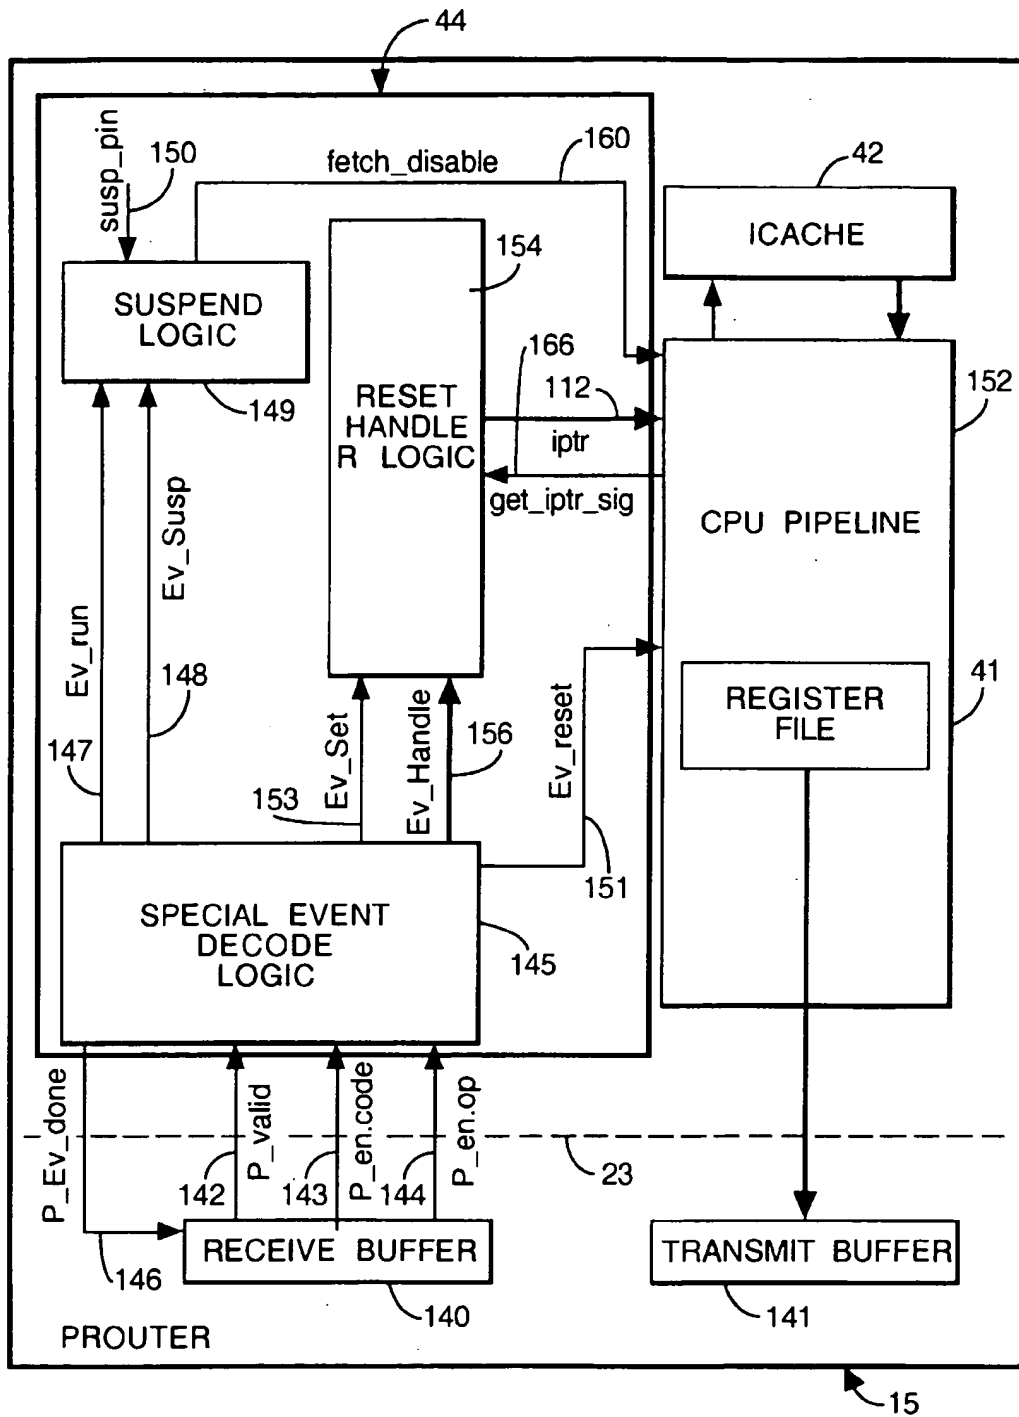 44
susp_pin
150
fetch_disable
160
42
ICACHE
SUSPEND
LOGIC
149
154
RESET
HANDLE
R LOGIC
166
112
iptr
get_iptr_sig
152
CPU PIPELINE
REGISTER
FILE
41
Ev_run
147
Ev_Susp
148
Ev_Set
153
Ev_Handle
156
Ev_reset
151
SPECIAL EVENT
DECODE
LOGIC
145
P_Ev_done
146
P_valid
142
P_en.code
143
P_en.op
144
23
RECEIVE BUFFER
140
TRANSMIT BUFFER
141
PROUTER
15